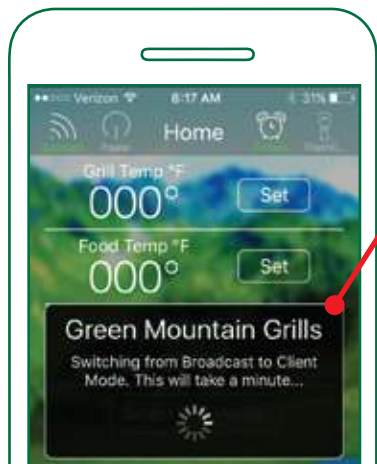 Verizon 8:17 AM 31%
Home
Grill Temp °F
000° Set
Food Temp °F
000° Set
Green Mountain Grills
Switching from Broadcast to Client
Mode. This will take a minute...